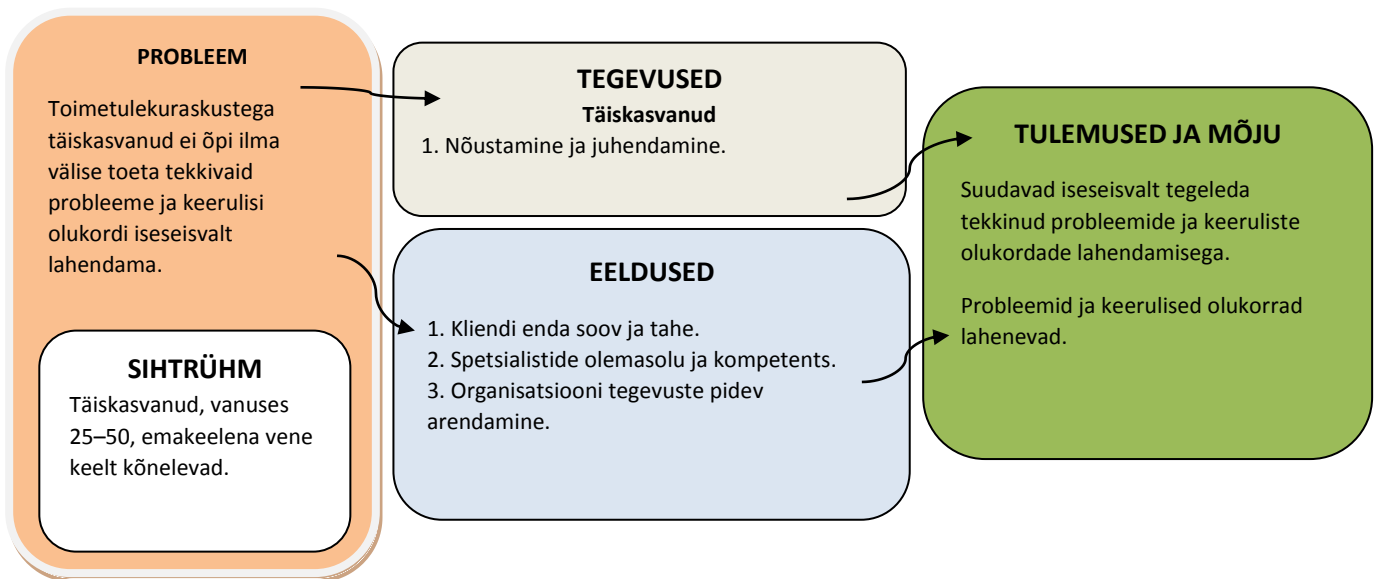 PROBLEEM
Toimetulekuraskustega
täiskasvanud ei õpi ilma
välise toeta tekkivaid
probleeme ja keerulisi
olukordi iseseisvalt
lahendama.
SIHTRÜHM
Täiskasvanud, vanuses
25–50, emakeelena vene
keelt kõnelevad.
TEGEVUSED
Täiskasvanud
1. Nõustamine ja juhendamine.
EELDUSED
1. Kliendi enda soov ja tahe.
2. Spetsialistide olemasolu ja kompetents.
3. Organisatsiooni tegevuste pidev
arendamine.
TULEMUSED JA MÕJU
Suudavad iseseisvalt tegeleda
tekkinud probleemide ja keeruliste
olukordade lahendamisega.
Probleemid ja keerulised olukorrad
lahenevad.